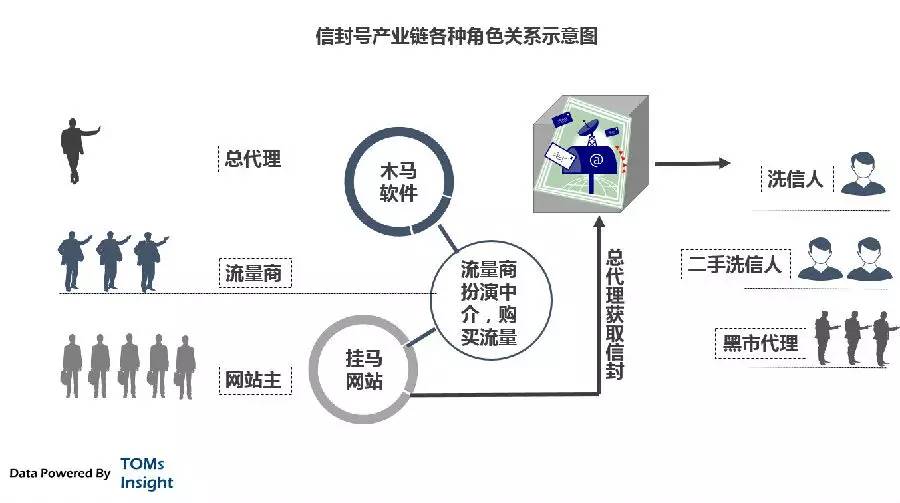 信封号产业链各种角色关系示意图
总代理
木马
软件
@
洗信人
流量商
流量商
扮演中
介，购
买流量
总代理获取信封
二手洗信人
黑市代理
网站主
挂马
网站
Data Powered By TOMs
Insight